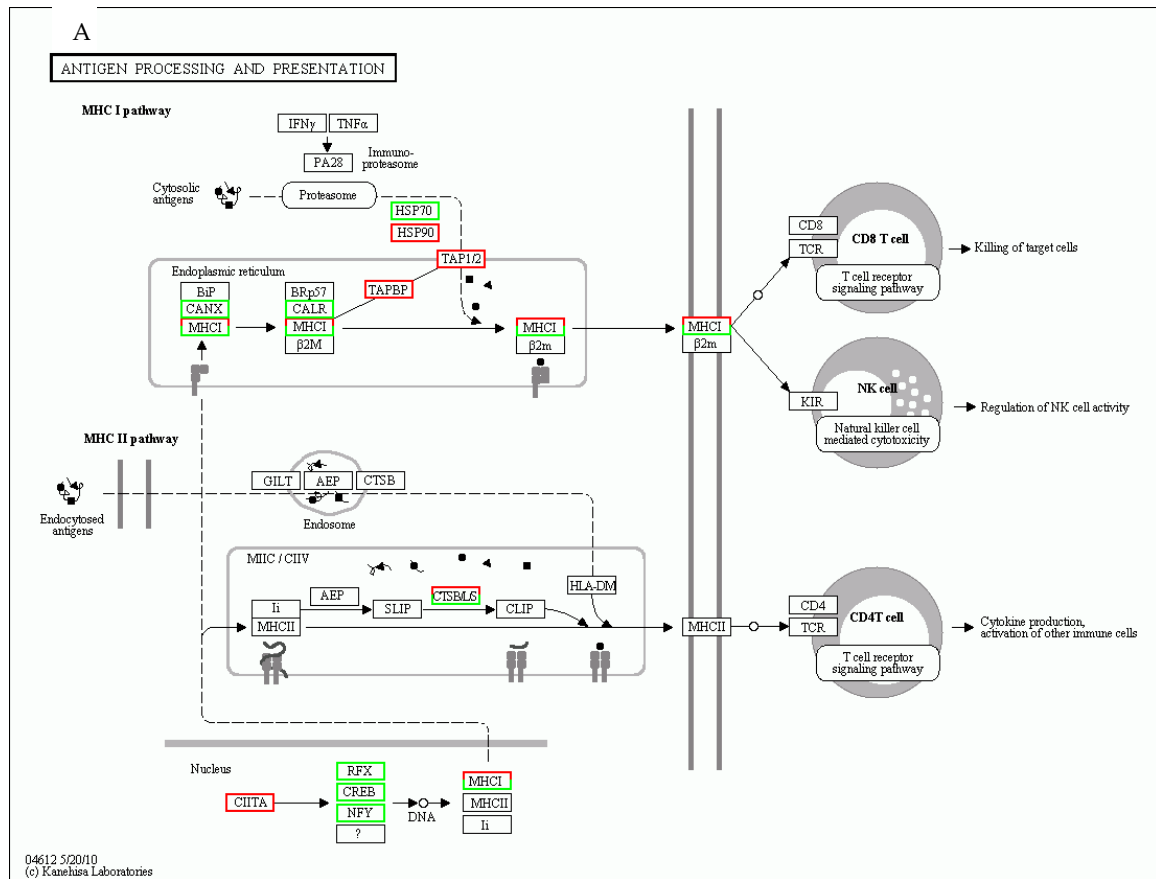 A
ANTIGEN PROCESSING AND PRESENTATION
MHC I pathway
IFNγ
TNFα
PA28
Immuno-
proteasome
Cytosolic
antigens
Proteasome
HSP70
HSP90
TAP1/2
Endoplasmic reticulum
BiP
CANX
MHCI
BRp57
CALR
MHCI
β2M
TAPBP
MHCI
β2m
MHCI
β2m
CD8
TCR
CD8 T cell
T cell receptor
signaling pathway
Killing of target cells
KIR
NK cell
Natural killer cell
mediated cytotoxicity
Regulation of NK cell activity
MHC II pathway
Endocytosed
antigens
GILT
AEP
CTSB
Endosome
MIIC / CIIV
Ii
MHCII
AEP
SLIP
CTSB/L/S
CLIP
HLA-DM
MHCII
CD4
TCR
CD4T cell
T cell receptor
signaling pathway
Cytokine production,
activation of other immune cells
Nucleus
CIITA
RFX
CREB
NFY
?
DNA
MHCI
MHCII
Ii
04612 5/20/10
(c) Kanehisa Laboratories